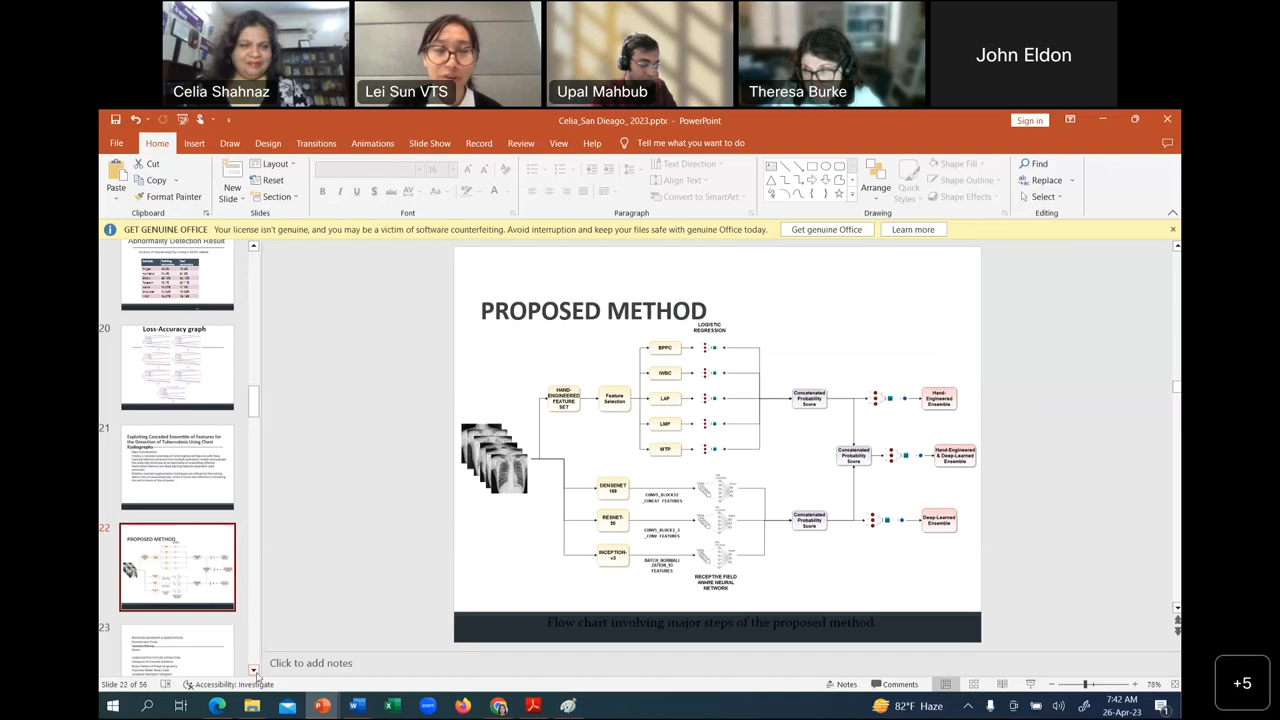 Celia Shahnaz
Lei Sun VTS
Upal Mahbub
Theresa Burke
John Eldon
Celia_San Dieago_ 2023.pptx - PowerPoint
Sign in
File Home Insert Draw Design Transitions Animations Slide Show Record Review View Help Tell me what you want to do
Paste
Cut
Copy
Format Painter
Clipboard
New
Slide
Layout
Reset
Section
Slides
36
Font
Text Direction
Align Text
Convert to SmartArt
Paragraph
Arrange
Quick
Styles
Shape Fill
Shape Outline
Shape Effects
Drawing
Find
Replace
Select
Editing
GET GENUINE OFFICE Your license isn't genuine, and you may be a victim of software counterfeiting. Avoid interruption and keep your files safe with genuine Office today.
Get genuine Office
Learn more
Abnormality Detection Result
20
Loss-Accuracy graph
21
Exploiting Cascaded Ensemble of Features for
the Detection of Tuberculosis Using Chest
Radiographs
22
PROPOSED METHOD
23
PROPOSED METHOD
LOGISTIC
REGRESSION
BPPC
IWBC
LAP
LMP
MTP
HAND-
ENGINEERED
FEATURE
SET
Feature
Selection
Concatenated
Probability
Score
Hand-
Engineered
Ensemble
Concatenated
Probability
Score
Hand-Engineered
& Deep-Learned
Ensemble
DENSENET
169
CONV5_BLOCK32
_CONCAT FEATURES
RESNET-
50
CONV5_BLOCK3_3
_CONV FEATURES
INCEPTION-
v3
BATCH_NORMALI
ZATION_93
FEATURES
Concatenated
Probability
Score
Deep-Learned
Ensemble
RECEPTIVE FIELD
AWARE NEURAL
NETWORK
Flow chart involving major steps of the proposed method.
Click to add notes
Slide 22 of 56
Accessibility: Investigate
Notes
Comments
78%
82°F Haze
7:42 AM
26-Apr-23
+5